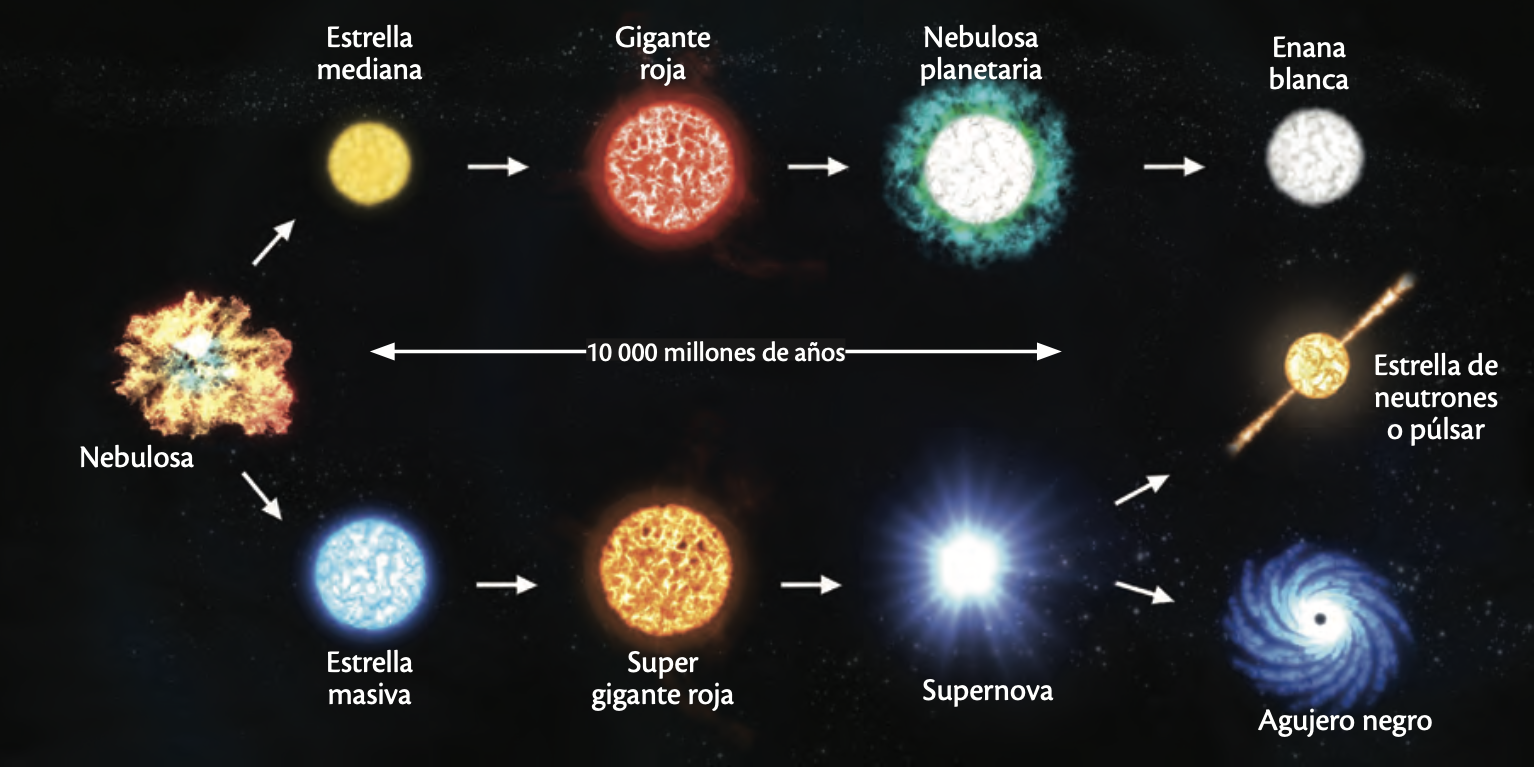 Estrella
mediana
Gigante
roja
Nebulosa
planetaria
Enana
blanca
10 000 millones de años
Estrella de
neutrones
o púlsar
Nebulosa
Estrella
masiva
Super
gigante roja
Supernova
Agujero negro